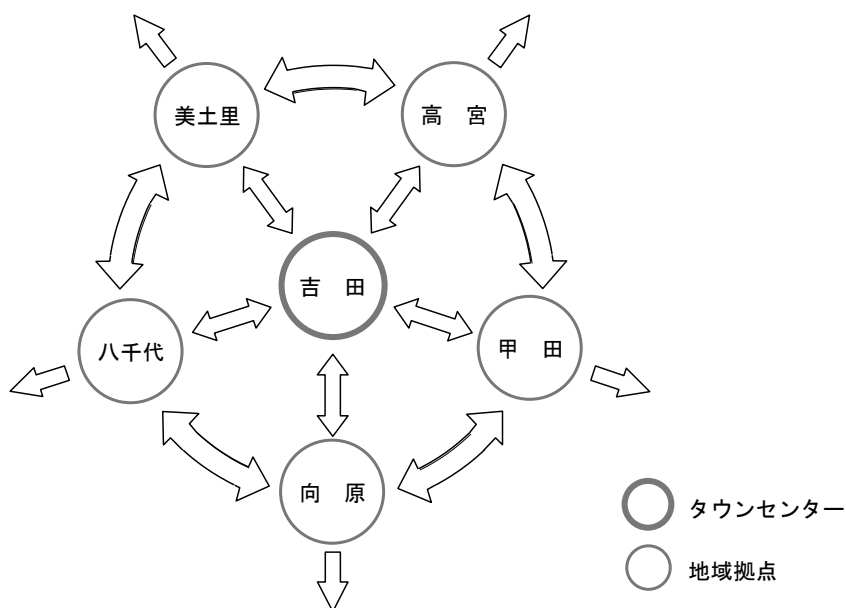 美土里
高　宮
吉　田
八千代
甲　田
向　原
タウンセンター
地域拠点